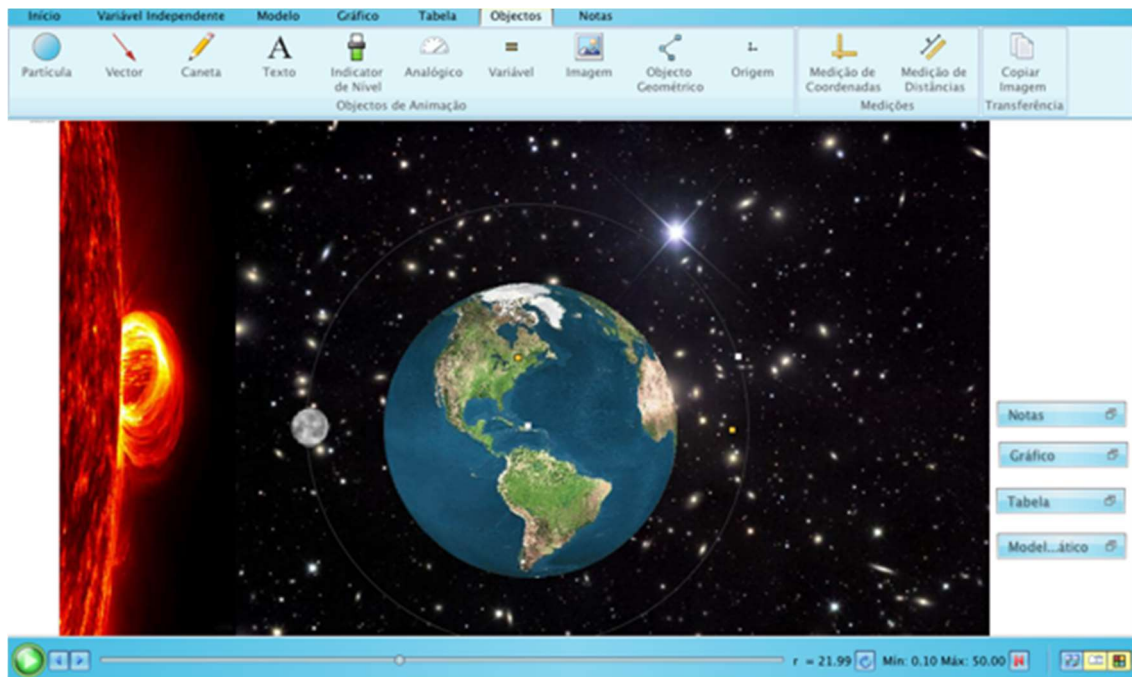 Início Variável Independente Modelo Gráfico Tabela Objectos Notas
Partícula Vector Caneta Texto Indicator de Nível Analógico Variável Imagem Objecto Geométrico Origem Medição de Coordenadas Medição de Distâncias Copiar Imagem
Objectos de Animação Medições Transferência
Notas
Gráfico
Tabela
Model...ático
r = 21.99 Mín: 0.10 Máx: 50.00